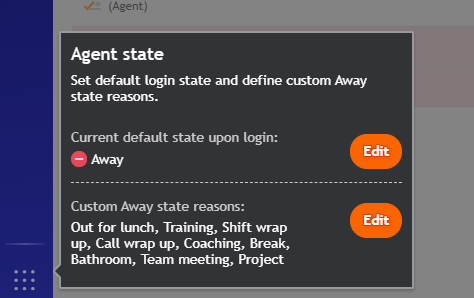 (Agent)
Agent state
Set default login state and define custom Away
state reasons.
Current default state upon login:
Away
Edit
Custom Away state reasons:
Edit
Out for lunch, Training, Shift wrap
up, Call wrap up, Coaching, Break,
Bathroom, Team meeting, Project